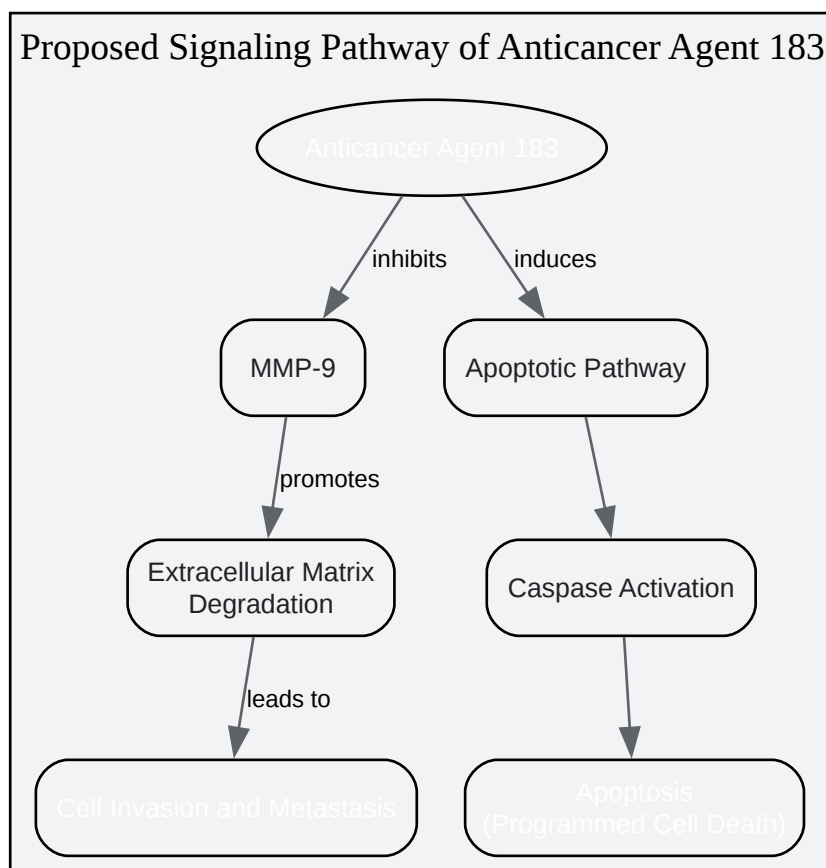 Proposed Signaling Pathway of Anticancer Agent 183
Anticancer Agent 183
inhibits
induces
MMP-9
Apoptotic Pathway
promotes
Extracellular Matrix
Degradation
Caspase Activation
leads to
Cell Invasion and Metastasis
Apoptosis
(Programmed Cell Death)